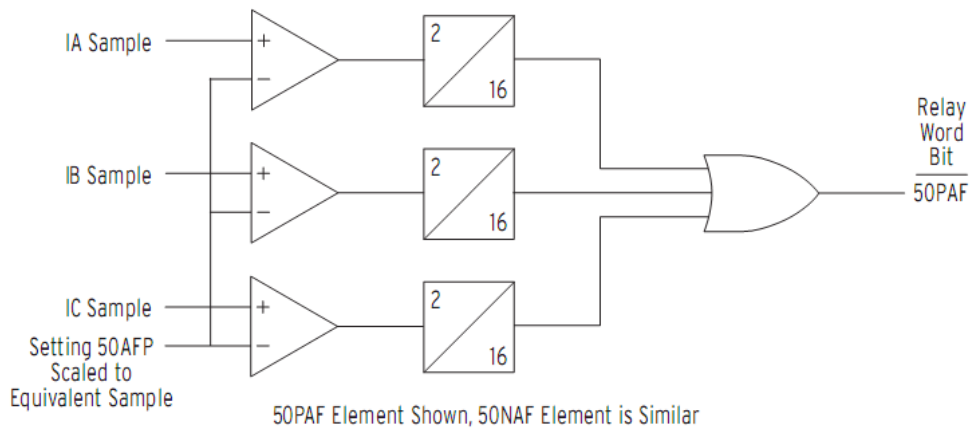 IA Sample
+
−
2
16
Relay
Word
Bit
50PAF
IB Sample
+
−
2
16
IC Sample
+
−
2
16
Setting 50AFP
Scaled to
Equivalent Sample
50PAF Element Shown, 50NAF Element is Similar